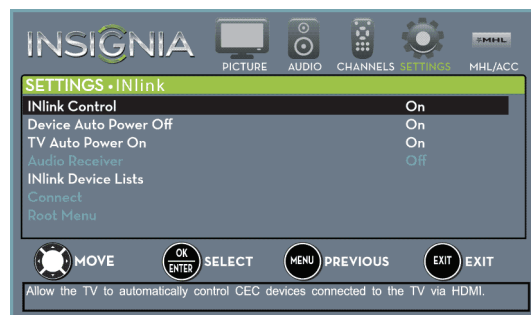 INSIGNIA
PICTURE AUDIO CHANNELS SETTINGS MHL/ACC
MHL
SETTINGS • INlink
INlink Control On
Device Auto Power Off On
TV Auto Power On On
Audio Receiver Off
INlink Device Lists
Connect
Root Menu
MOVE OK ENTER SELECT MENU PREVIOUS EXIT EXIT
Allow the TV to automatically control CEC devices connected to the TV via HDMI.